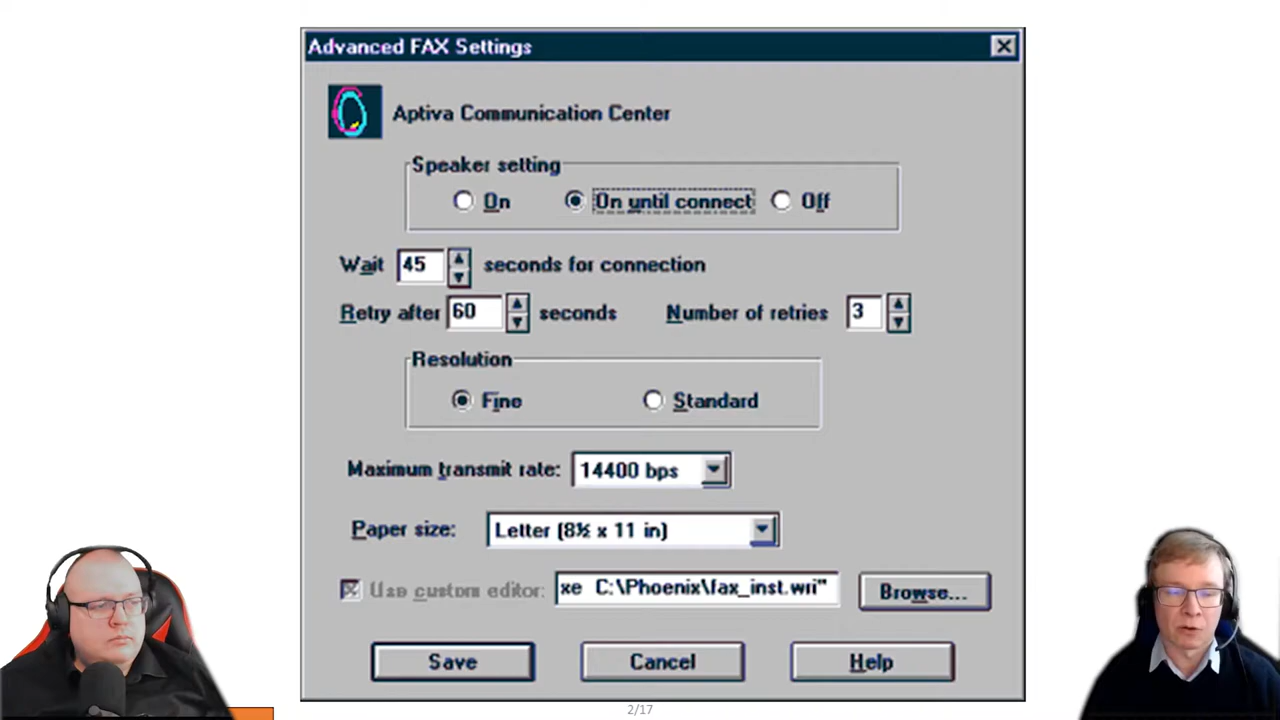 Advanced FAX Settings
Aptiva Communication Center
Speaker setting
On On until connect Off
Wait 45 seconds for connection
Retry after 60 seconds Number of retries 3
Resolution
Fine Standard
Maximum transmit rate: 14400 bps
Paper size: Letter (8½ x 11 in)
Use custom editor: xe C:\Phoenix\fax_inst.wri" Browse...
Save Cancel Help
2/17